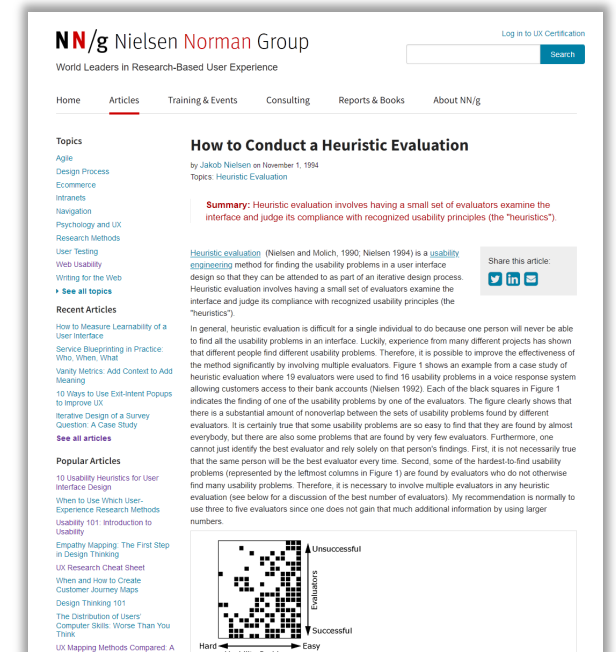 NN/g Nielsen Norman Group
Log in to UX Certification
World Leaders in Research-Based User Experience
Search
Home Articles Training & Events Consulting Reports & Books About NN/g
Topics
Agile
Design Process
Ecommerce
Intranets
Navigation
Psychology and UX
Research Methods
User Testing
Web Usability
Writing for the Web
See all topics
Recent Articles
How to Measure Learnability of a
User Interface
Service Blueprinting in Practice:
Who, When, What
Vanity Metrics: Add Context to Add
Meaning
10 Ways to Use Exit-Intent Popups
to Improve UX
Iterative Design of a Survey
Question: A Case Study
See all articles
Popular Articles
10 Usability Heuristics for User
Interface Design
When to Use Which User-
Experience Research Methods
Usability 101: Introduction to
Usability
Empathy Mapping: The First Step
in Design Thinking
UX Research Cheat Sheet
When and How to Create
Customer Journey Maps
Design Thinking 101
The Distribution of Users'
Computer Skills: Worse Than You
Think
UX Mapping Methods Compared: A
How to Conduct a Heuristic Evaluation
by Jakob Nielsen on November 1, 1994
Topics: Heuristic Evaluation
Summary: Heuristic evaluation involves having a small set of evaluators examine the
interface and judge its compliance with recognized usability principles (the "heuristics").
Heuristic evaluation (Nielsen and Molich, 1990; Nielsen 1994) is a usability
engineering method for finding the usability problems in a user interface
design so that they can be attended to as part of an iterative design process.
Heuristic evaluation involves having a small set of evaluators examine the
interface and judge its compliance with recognized usability principles (the
"heuristics").
Share this article:
In general, heuristic evaluation is difficult for a single individual to do because one person will never be able
to find all the usability problems in an interface. Luckily, experience from many different projects has shown
that different people find different usability problems. Therefore, it is possible to improve the effectiveness of
the method significantly by involving multiple evaluators. Figure 1 shows an example from a case study of
heuristic evaluation where 19 evaluators were used to find 16 usability problems in a voice response system
allowing customers access to their bank accounts (Nielsen 1992). Each of the black squares in Figure 1
indicates the finding of one of the usability problems by one of the evaluators. The figure clearly shows that
there is a substantial amount of nonoverlap between the sets of usability problems found by different
evaluators. It is certainly true that some usability problems are so easy to find that they are found by almost
everybody, but there are also some problems that are found by very few evaluators. Furthermore, one
cannot just identify the best evaluator and rely solely on that person's findings. First, it is not necessarily true
that the same person will be the best evaluator every time. Second, some of the hardest-to-find usability
problems (represented by the leftmost columns in Figure 1) are found by evaluators who do not otherwise
find many usability problems. Therefore, it is necessary to involve multiple evaluators in any heuristic
evaluation (see below for a discussion of the best number of evaluators). My recommendation is normally to
use three to five evaluators since one does not gain that much additional information by using larger
numbers.
Unsuccessful
Evaluators
Successful
Hard Easy